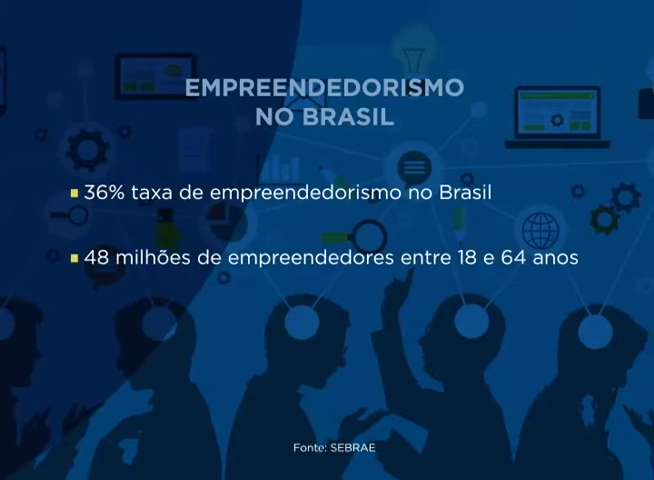 EMPREENDEDORISMO
NO BRASIL
36% taxa de empreendedorismo no Brasil
48 milhões de empreendedores entre 18 e 64 anos
Fonte: SEBRAE